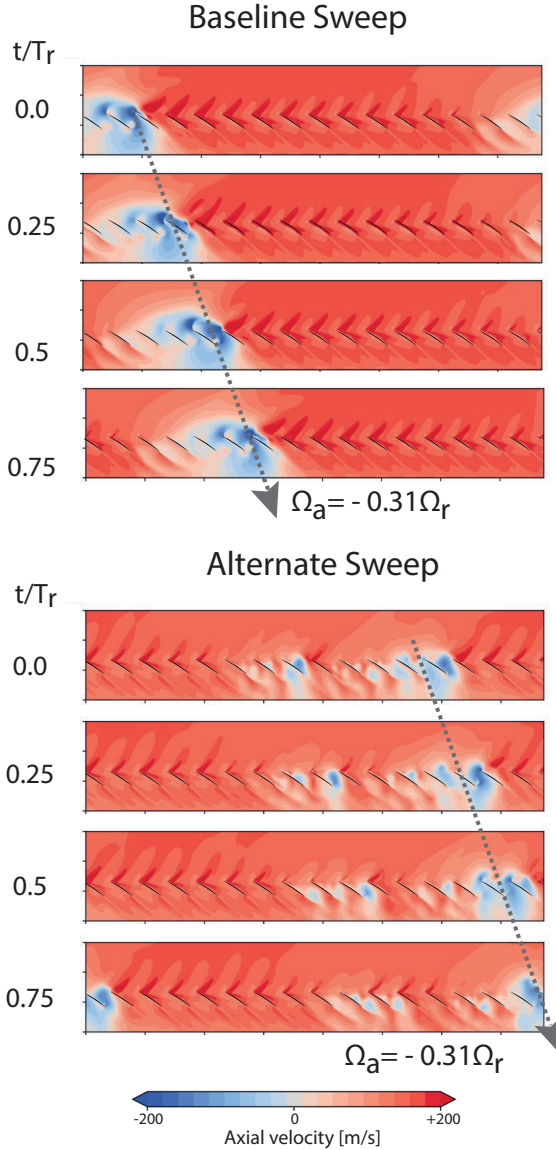 Baseline Sweep
t/Tr
0.0
0.25
0.5
0.75
Ωa= - 0.31Ωr
Alternate Sweep
t/Tr
0.0
0.25
0.5
0.75
Ωa= - 0.31Ωr
-200 0 +200
Axial velocity [m/s]